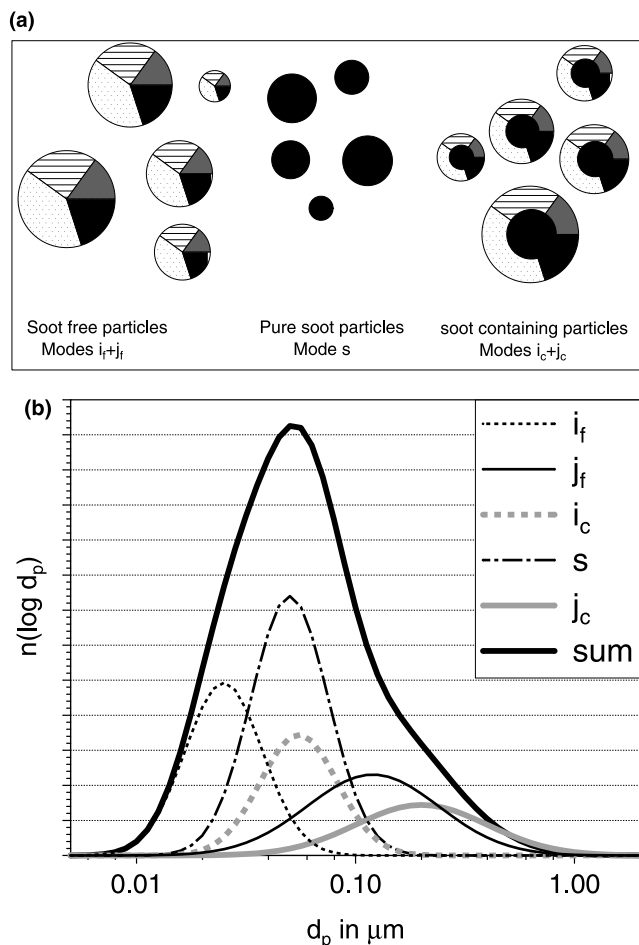 (a)
Soot free particles
Modes i_f+j_f
Pure soot particles
Mode s
soot containing particles
Modes i_c+j_c
(b)
i_f
j_f
i_c
s
j_c
sum
n(log d_p)
0.01
0.10
1.00
d_p in μm